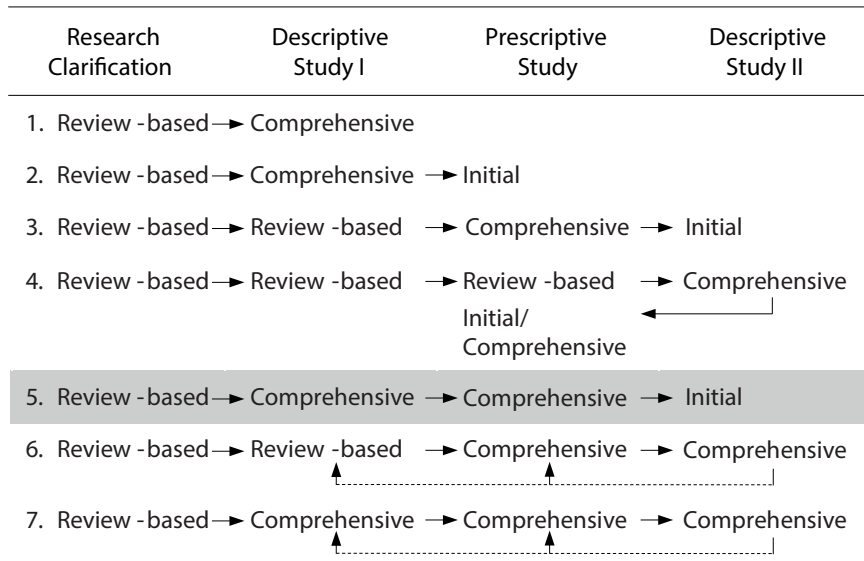 Research Clarification Descriptive Study I Prescriptive Study Descriptive Study II
1. Review -based Comprehensive
2. Review -based Comprehensive Initial
3. Review -based Review -based Comprehensive Initial
4. Review -based Review -based Review -based Comprehensive
Initial/
Comprehensive
5. Review -based Comprehensive Comprehensive Initial
6. Review -based Review -based Comprehensive Comprehensive
7. Review -based Comprehensive Comprehensive Comprehensive